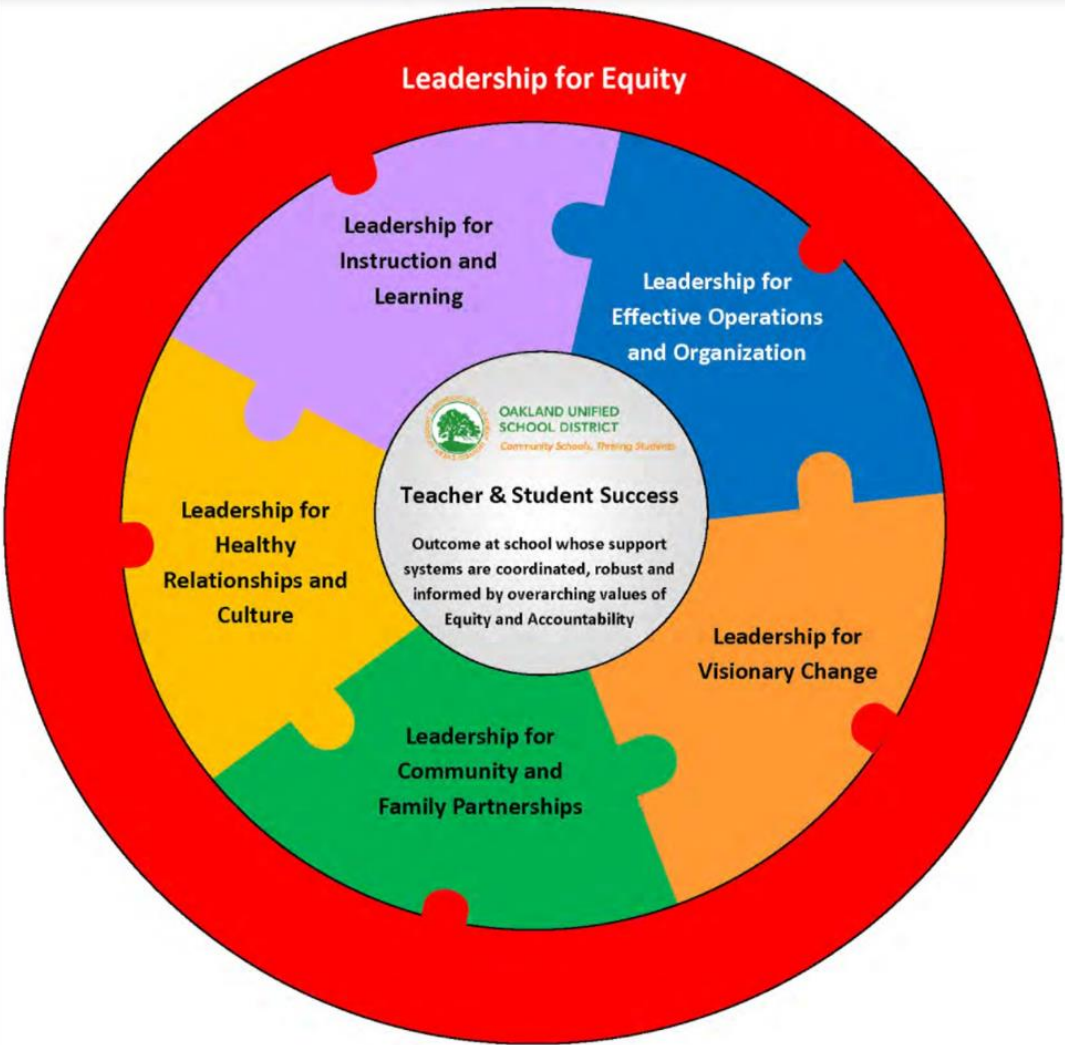 Leadership for Equity
Leadership for
Instruction and
Learning
Leadership for
Effective Operations
and Organization
OAKLAND UNIFIED
SCHOOL DISTRICT
Community Schools, Thriving Students
Teacher & Student Success
Outcome at school whose support
systems are coordinated, robust and
informed by overarching values of
Equity and Accountability
Leadership for
Healthy
Relationships and
Culture
Leadership for
Visionary Change
Leadership for
Community and
Family Partnerships